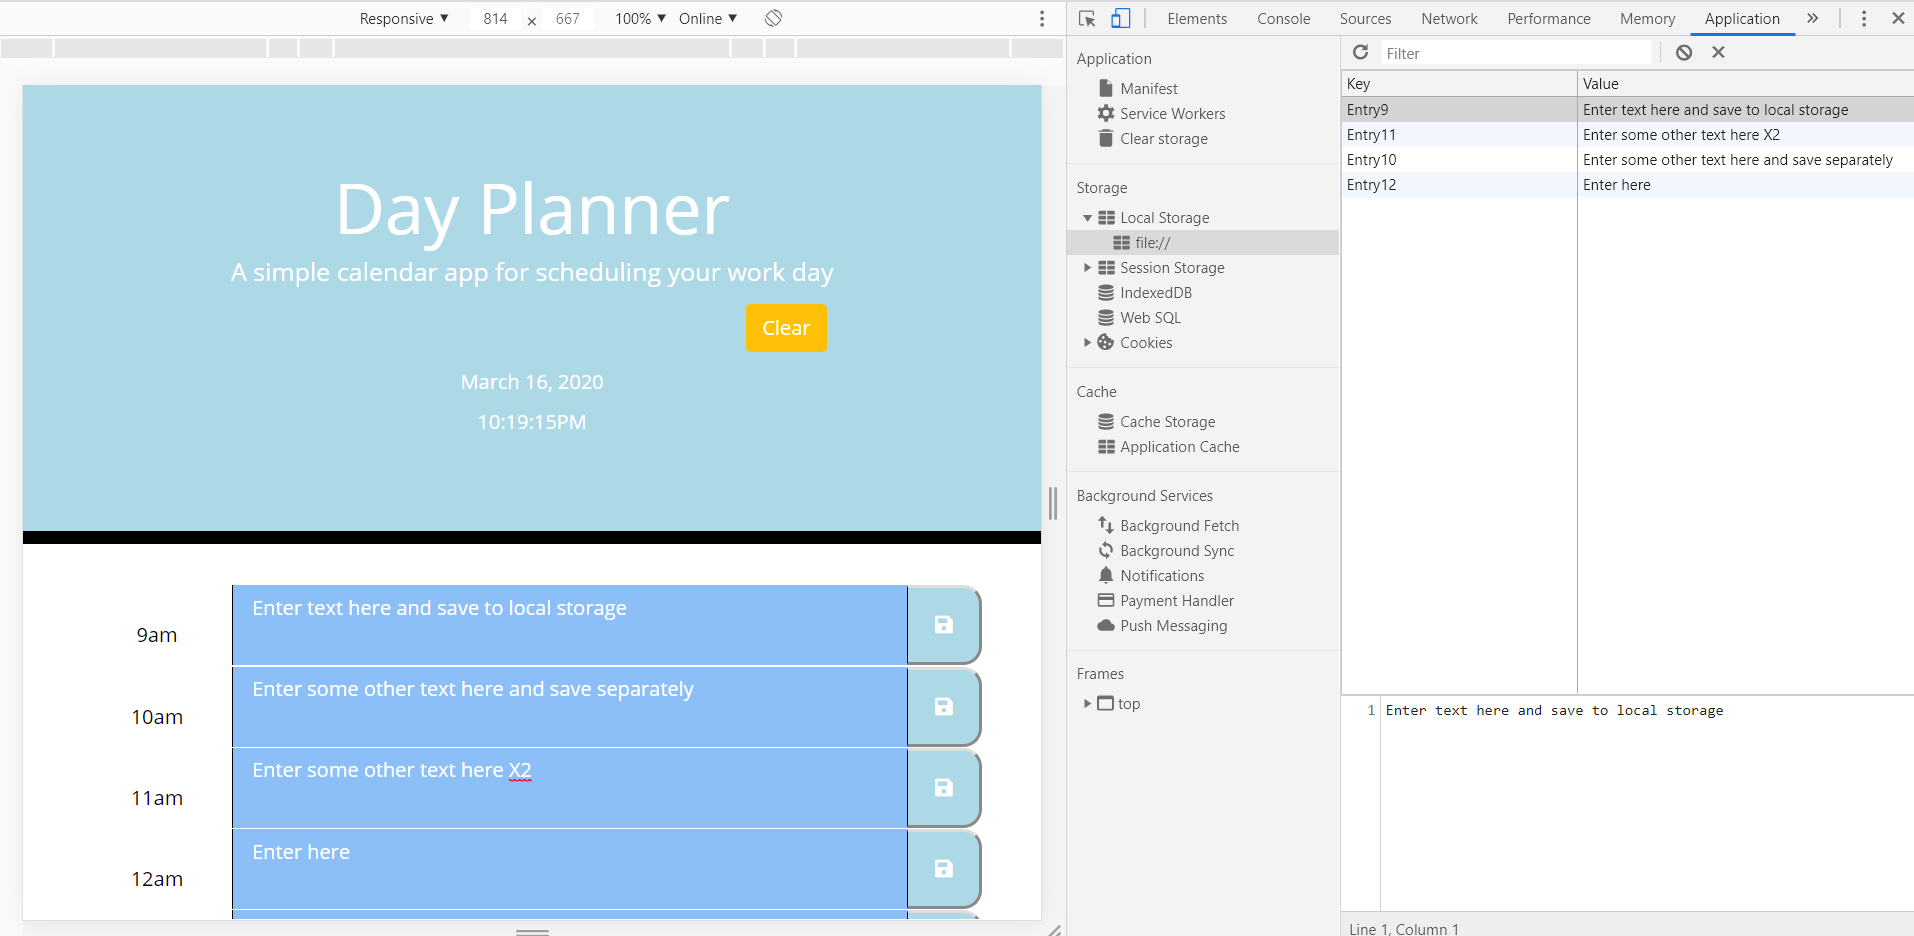 Responsive ▼ 814 × 667 100% ▼ Online ▼
Day Planner
A simple calendar app for scheduling your work day
Clear
March 16, 2020
10:19:15PM
9am
Enter text here and save to local storage
10am
Enter some other text here and save separately
11am
Enter some other text here X2
12am
Enter here
Elements Console Sources Network Performance Memory Application »
Application
Manifest
Service Workers
Clear storage
Storage
Local Storage
file://
Session Storage
IndexedDB
Web SQL
Cookies
Cache
Cache Storage
Application Cache
Background Services
Background Fetch
Background Sync
Notifications
Payment Handler
Push Messaging
Frames
top
Filter
Key Value
Entry9 Enter text here and save to local storage
Entry11 Enter some other text here X2
Entry10 Enter some other text here and save separately
Entry12 Enter here
1 Enter text here and save to local storage
Line 1, Column 1